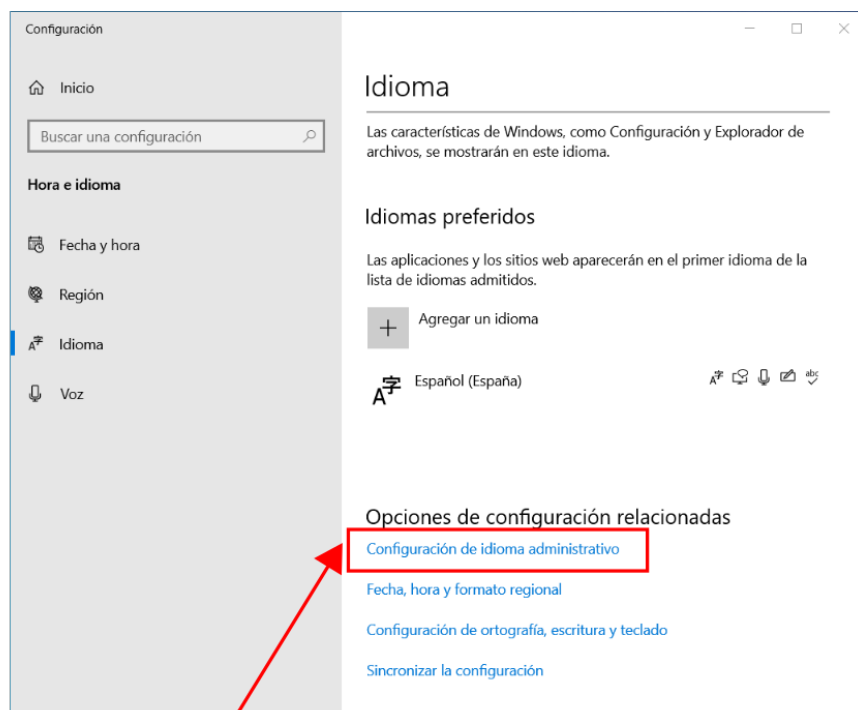 Configuración
Inicio
Buscar una configuración
Hora e idioma
Fecha y hora
Región
Idioma
Voz
Idioma
Las características de Windows, como Configuración y Explorador de
archivos, se mostrarán en este idioma.
Idiomas preferidos
Las aplicaciones y los sitios web aparecerán en el primer idioma de la
lista de idiomas admitidos.
Agregar un idioma
Español (España)
Opciones de configuración relacionadas
Configuración de idioma administrativo
Fecha, hora y formato regional
Configuración de ortografía, escritura y teclado
Sincronizar la configuración